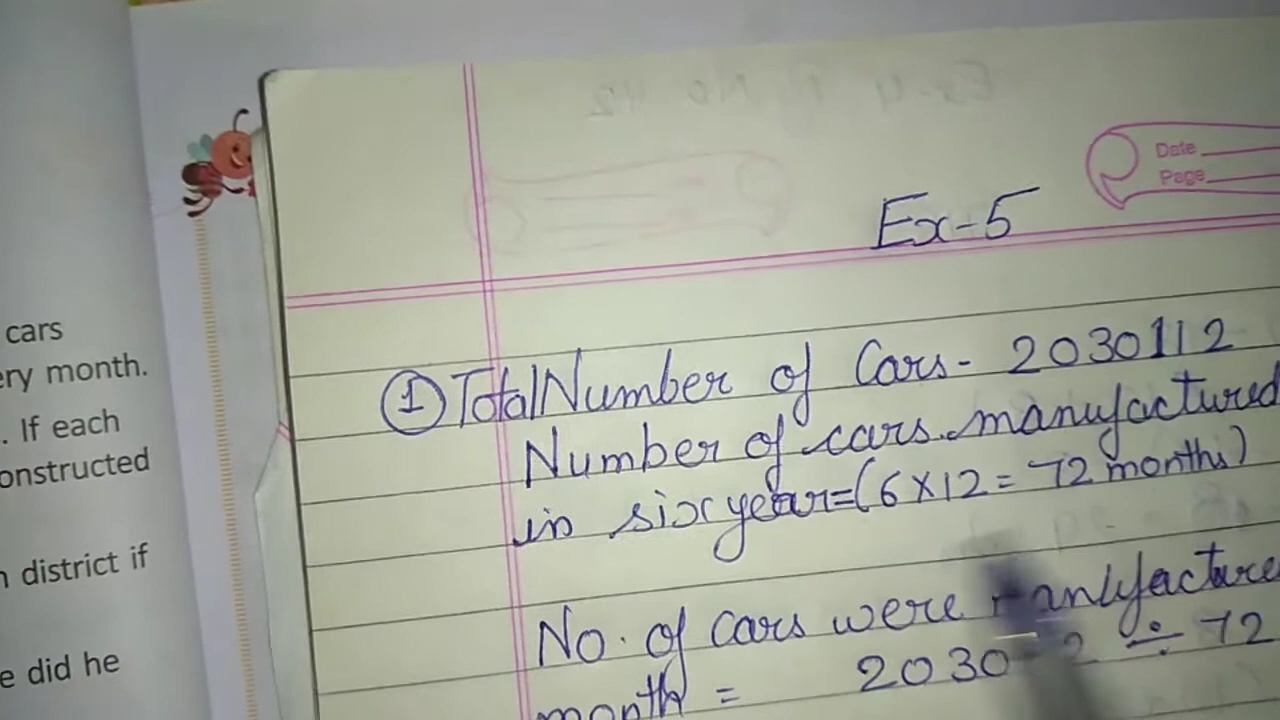 cars
ery month.
. If each
onstructed
n district if
e did he
Date
Page
Ex-5
① Total Number of Cars - 2030112
Number of cars manufactured
in six year=(6×12= 72 months)
No. of cars were manufacture
month = 2030 2 ÷ 72